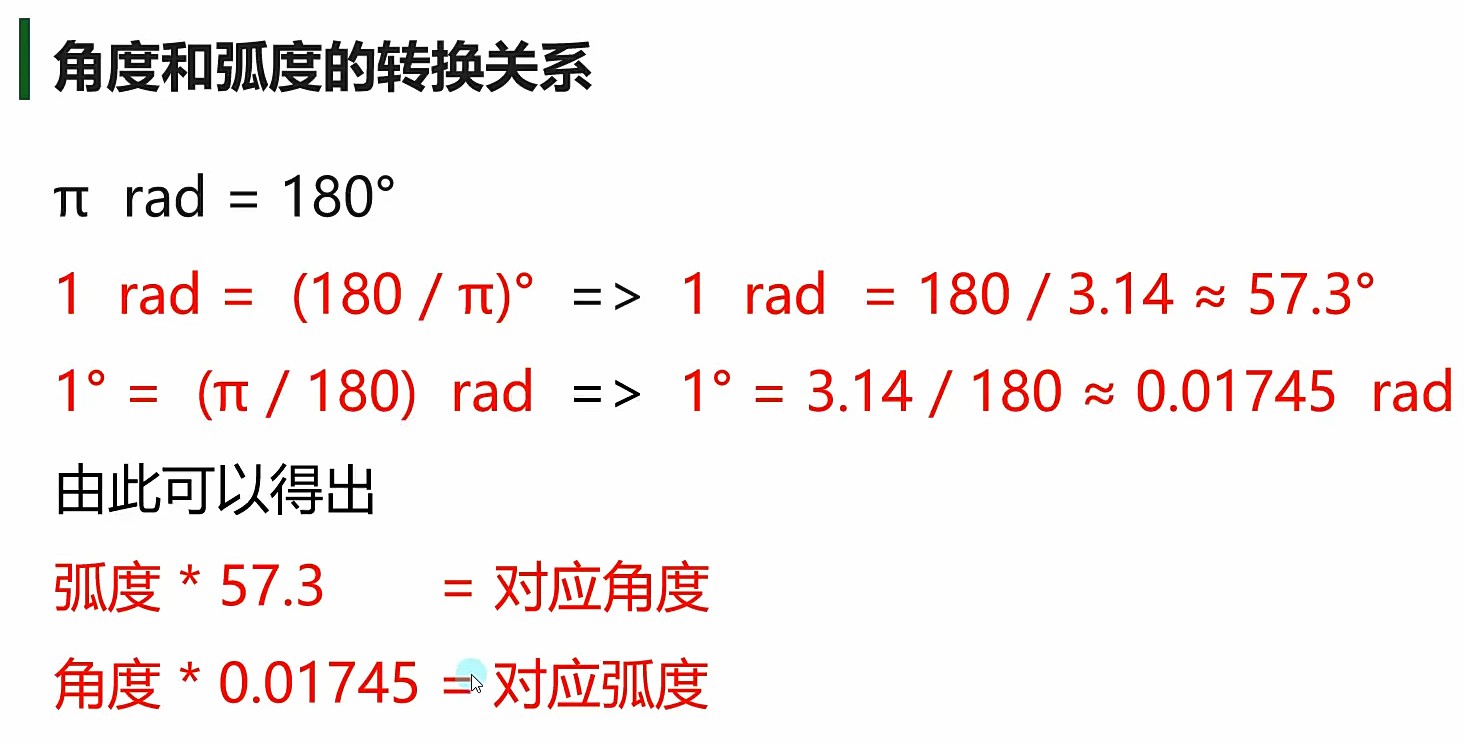 角度和弧度的转换关系
π rad = 180°
1 rad = (180 / π)° => 1 rad = 180 / 3.14 ≈ 57.3°
1° = (π / 180) rad => 1° = 3.14 / 180 ≈ 0.01745 rad
由此可以得出
弧度 * 57.3 = 对应角度
角度 * 0.01745 = 对应弧度